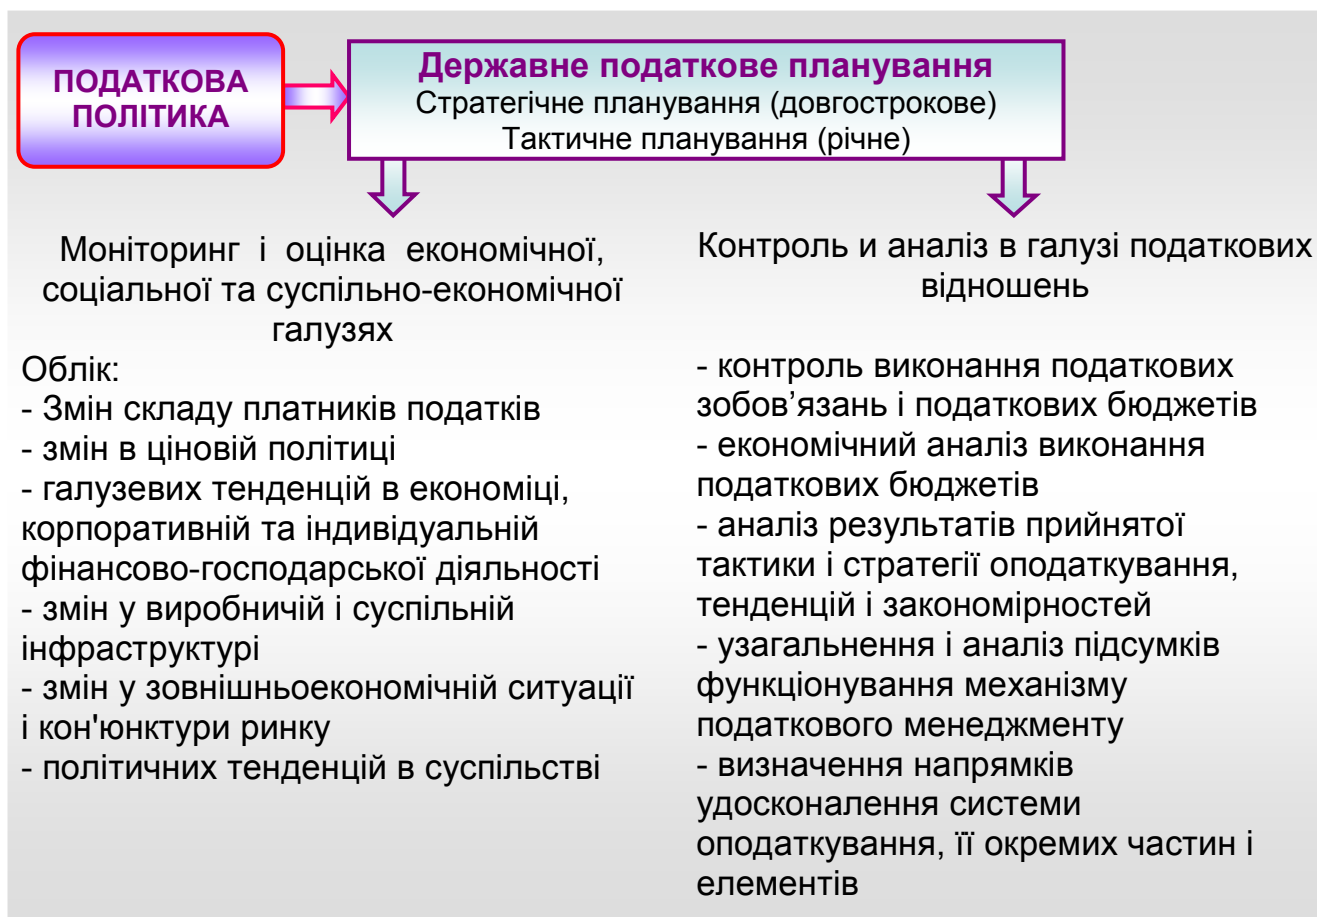 ПОДАТКОВА
ПОЛІТИКА
Державне податкове планування
Стратегічне планування (довгострокове)
Тактичне планування (річне)
Моніторинг і оцінка економічної,
соціальної та суспільно-економічної
галузях
Облік:
- Змін складу платників податків
- змін в ціновій політиці
- галузевих тенденцій в економіці,
корпоративній та індивідуальній
фінансово-господарської діяльності
- змін у виробничій і суспільній
інфраструктурі
- змін у зовнішньоекономічній ситуації
і кон'юнктури ринку
- політичних тенденцій в суспільстві
Контроль и аналіз в галузі податкових
відношень
- контроль виконання податкових
зобов’язань і податкових бюджетів
- економічний аналіз виконання
податкових бюджетів
- аналіз результатів прийнятої
тактики і стратегії оподаткування,
тенденцій і закономірностей
- узагальнення і аналіз підсумків
функціонування механізму
податкового менеджменту
- визначення напрямків
удосконалення системи
оподаткування, її окремих частин і
елементів